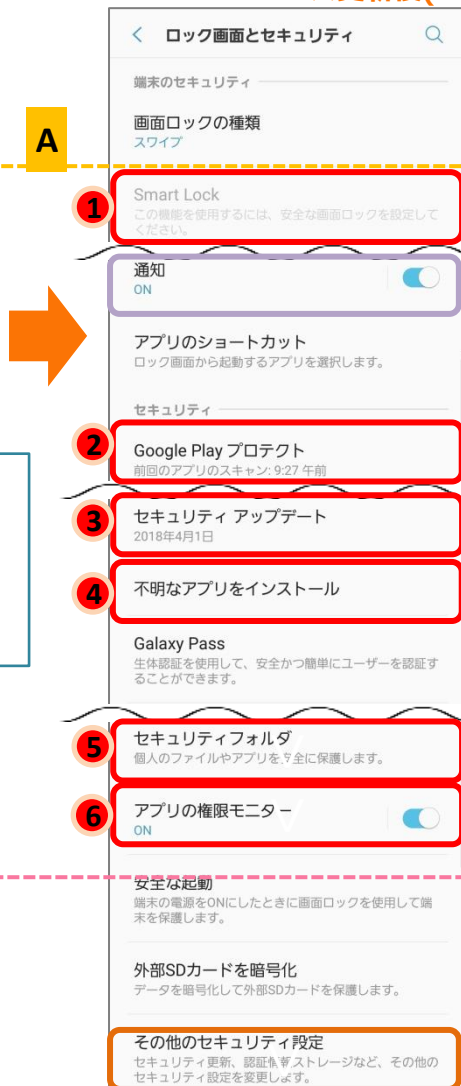 ロック画面とセキュリティ
端末のセキュリティ
画面ロックの種類
スワイプ
A
1
Smart Lock
この機能を使用するには、安全な画面ロックを設定して
ください。
通知
ON
アプリのショートカット
ロック画面から起動するアプリを選択します。
セキュリティ
2
Google Play プロテクト
前回のアプリのスキャン: 9:27 午前
3
セキュリティ アップデート
2018年4月1日
4
不明なアプリをインストール
Galaxy Pass
生体認証を使用して、安全かつ簡単にユーザーを認証す
ることができます。
5
セキュリティフォルダ
個人のファイルやアプリを安全に保護します。
6
アプリの権限モニター
ON
安全な起動
端末の電源をONにしたときに画面ロックを使用して端
末を保護します。
外部SDカードを暗号化
データを暗号化して外部SDカードを保護します。
その他のセキュリティ設定
セキュリティ更新、認証情報ストレージなど、その他の
セキュリティ設定を変更します。